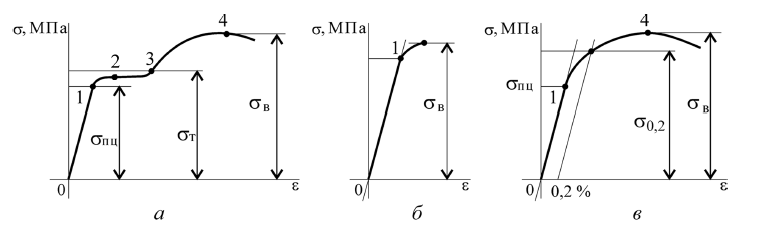 σ, МПа
4
3
2
1
σпц
σт
σв
0
ε
а
σ, МПа
1
σв
0
ε
б
σ, МПа
4
σпц
1
σ0,2
σв
0
0,2 %
ε
в